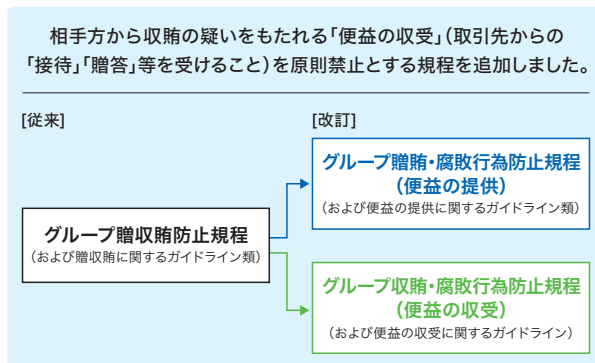 相手方から収賄の疑いをもたれる「便益の収受」（取引先からの
「接待」「贈答」等を受けること）を原則禁止とする規程を追加しました。
[従来]
[改訂]
グループ贈収賄防止規程
（および贈収賄に関するガイドライン類）
グループ贈賄・腐敗行為防止規程
（便益の提供）
（および便益の提供に関するガイドライン類）
グループ収賄・腐敗行為防止規程
（便益の収受）
（および便益の収受に関するガイドライン）